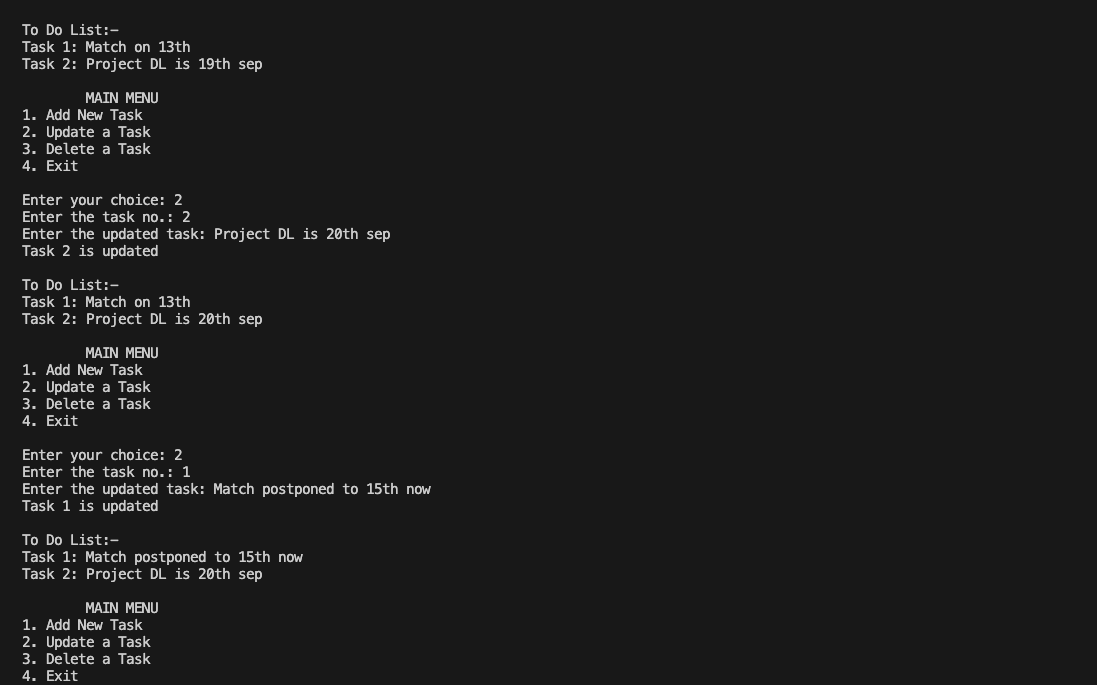 To Do List:-
Task 1: Match on 13th
Task 2: Project DL is 19th sep
MAIN MENU
1. Add New Task
2. Update a Task
3. Delete a Task
4. Exit
Enter your choice: 2
Enter the task no.: 2
Enter the updated task: Project DL is 20th sep
Task 2 is updated
To Do List:-
Task 1: Match on 13th
Task 2: Project DL is 20th sep
MAIN MENU
1. Add New Task
2. Update a Task
3. Delete a Task
4. Exit
Enter your choice: 2
Enter the task no.: 1
Enter the updated task: Match postponed to 15th now
Task 1 is updated
To Do List:-
Task 1: Match postponed to 15th now
Task 2: Project DL is 20th sep
MAIN MENU
1. Add New Task
2. Update a Task
3. Delete a Task
4. Exit